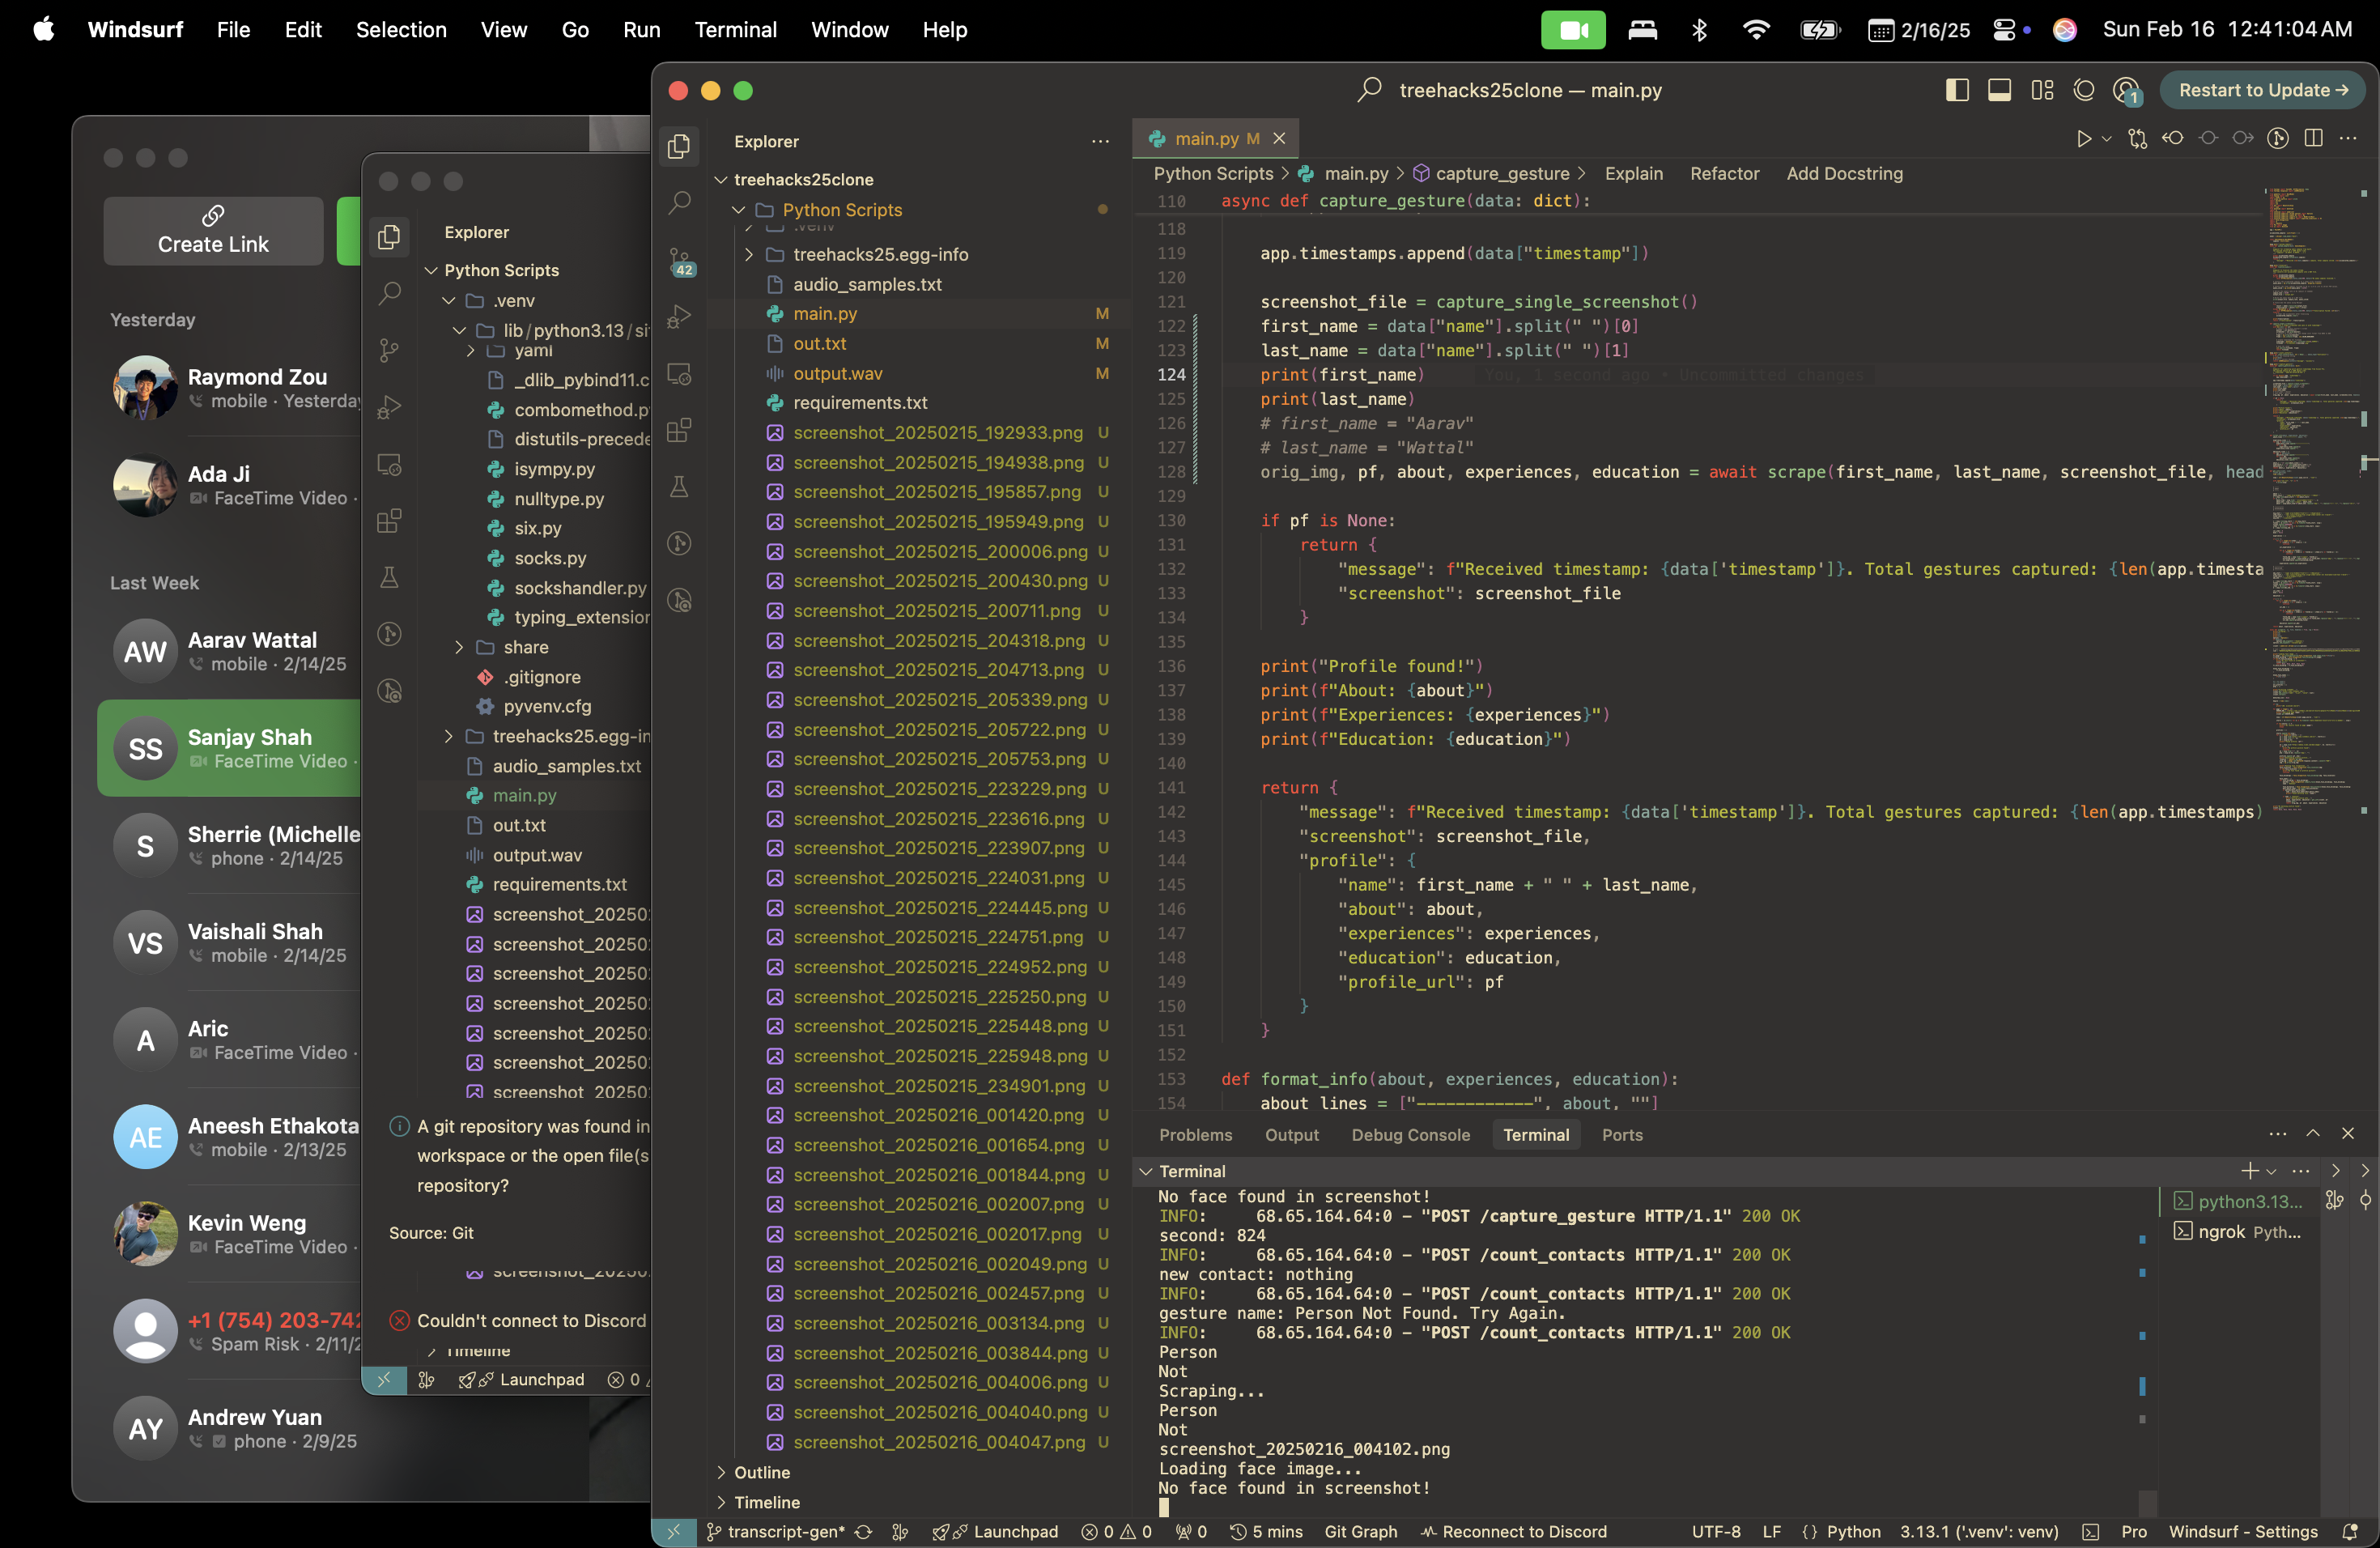 Windsurf File Edit Selection View Go Run Terminal Window Help
2/16/25 Sun Feb 16 12:41:04 AM
Create Link
Yesterday
Raymond Zou
mobile · Yesterday
Ada Ji
FaceTime Video ·
Last Week
AW
Aarav Wattal
mobile · 2/14/25
SS
Sanjay Shah
FaceTime Video ·
S
Sherrie (Michelle
phone · 2/14/25
VS
Vaishali Shah
mobile · 2/14/25
A
Aric
FaceTime Video ·
AE
Aneesh Ethakota
mobile · 2/13/25
Kevin Weng
FaceTime Video ·
+1 (754) 203-742
Spam Risk · 2/11/2
AY
Andrew Yuan
phone · 2/9/25
Explorer
Python Scripts
.venv
lib/python3.13/si
yaml
_dlib_pybind11.c
combomethod.p
distutils-precede
isympy.py
nulltype.py
six.py
socks.py
sockshandler.py
typing_extension
share
.gitignore
pyvenv.cfg
treehacks25.egg-in
audio_samples.txt
main.py
out.txt
output.wav
requirements.txt
screenshot_20250
screenshot_20250
screenshot_20250
screenshot_20250
screenshot_20250
screenshot_20250
screenshot_20250
A git repository was found in
workspace or the open file(s
repository?
Source: Git
screenshot_20250
Couldn't connect to Discord
Timeline
Launchpad 0
treehacks25clone — main.py
1
Restart to Update →
Explorer
treehacks25clone
Python Scripts
.venv
treehacks25.egg-info
audio_samples.txt
main.py M
out.txt M
output.wav M
requirements.txt
screenshot_20250215_192933.png U
screenshot_20250215_194938.png U
screenshot_20250215_195857.png U
screenshot_20250215_195949.png U
screenshot_20250215_200006.png U
screenshot_20250215_200430.png U
screenshot_20250215_200711.png U
screenshot_20250215_204318.png U
screenshot_20250215_204713.png U
screenshot_20250215_205339.png U
screenshot_20250215_205722.png U
screenshot_20250215_205753.png U
screenshot_20250215_223229.png U
screenshot_20250215_223616.png U
screenshot_20250215_223907.png U
screenshot_20250215_224031.png U
screenshot_20250215_224445.png U
screenshot_20250215_224751.png U
screenshot_20250215_224952.png U
screenshot_20250215_225250.png U
screenshot_20250215_225448.png U
screenshot_20250215_225948.png U
screenshot_20250215_234901.png U
screenshot_20250216_001420.png U
screenshot_20250216_001654.png U
screenshot_20250216_001844.png U
screenshot_20250216_002007.png U
screenshot_20250216_002017.png U
screenshot_20250216_002049.png U
screenshot_20250216_002457.png U
screenshot_20250216_003134.png U
screenshot_20250216_003844.png U
screenshot_20250216_004006.png U
screenshot_20250216_004040.png U
screenshot_20250216_004047.png U
Outline
Timeline
42
main.py M
Python Scripts > main.py > capture_gesture > Explain Refactor Add Docstring
110 async def capture_gesture(data: dict):
118
119 app.timestamps.append(data["timestamp"])
120
121 screenshot_file = capture_single_screenshot()
122 first_name = data["name"].split(" ")[0]
123 last_name = data["name"].split(" ")[1]
124 print(first_name) You, 1 second ago • Uncommitted changes
125 print(last_name)
126 # first_name = "Aarav"
127 # last_name = "Wattal"
128 orig_img, pf, about, experiences, education = await scrape(first_name, last_name, screenshot_file, head
129
130 if pf is None:
131 return {
132 "message": f"Received timestamp: {data['timestamp']}. Total gestures captured: {len(app.timesta
133 "screenshot": screenshot_file
134 }
135
136 print("Profile found!")
137 print(f"About: {about}")
138 print(f"Experiences: {experiences}")
139 print(f"Education: {education}")
140
141 return {
142 "message": f"Received timestamp: {data['timestamp']}. Total gestures captured: {len(app.timestamps)
143 "screenshot": screenshot_file,
144 "profile": {
145 "name": first_name + " " + last_name,
146 "about": about,
147 "experiences": experiences,
148 "education": education,
149 "profile_url": pf
150 }
151 }
152
153 def format_info(about, experiences, education):
154 about_lines = ["------------", about, ""]
Problems Output Debug Console Terminal Ports
Terminal
No face found in screenshot!
INFO: 68.65.164.64:0 - "POST /capture_gesture HTTP/1.1" 200 OK
second: 824
INFO: 68.65.164.64:0 - "POST /count_contacts HTTP/1.1" 200 OK
new contact: nothing
INFO: 68.65.164.64:0 - "POST /count_contacts HTTP/1.1" 200 OK
gesture name: Person Not Found. Try Again.
INFO: 68.65.164.64:0 - "POST /count_contacts HTTP/1.1" 200 OK
Person
Not
Scraping...
Person
Not
screenshot_20250216_004102.png
Loading face image...
No face found in screenshot!
python3.13...
ngrok Pyth...
transcript-gen* Launchpad 0 0 0 5 mins Git Graph Reconnect to Discord UTF-8 LF {} Python 3.13.1 ('.venv': venv) Pro Windsurf - Settings